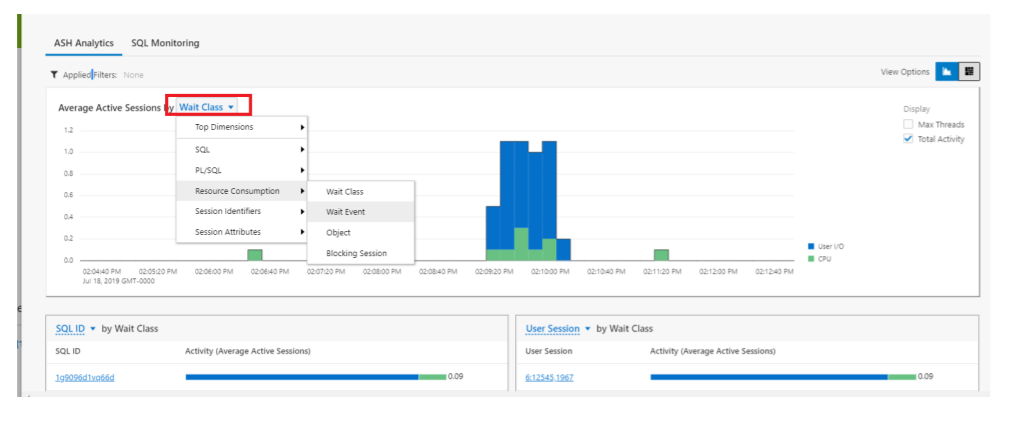 ASH Analytics SQL Monitoring
Applied Filters: None
View Options
Average Active Sessions by Wait Class
Display
Max Threads
Total Activity
Top Dimensions
SQL
PL/SQL
Resource Consumption
Session Identifiers
Session Attributes
Wait Class
Wait Event
Object
Blocking Session
1.2
1.0
0.8
0.6
0.4
0.2
0.0
02:04:40 PM 02:05:20 PM 02:06:00 PM 02:06:40 PM 02:07:20 PM 02:08:00 PM 02:08:40 PM 02:09:20 PM 02:10:00 PM 02:10:40 PM 02:11:20 PM 02:12:00 PM 02:12:40 PM
Jul 18, 2019 GMT-0000
User I/O
CPU
SQL ID by Wait Class
SQL ID Activity (Average Active Sessions)
1g9096d1vq66d 0.09
User Session by Wait Class
User Session Activity (Average Active Sessions)
6:12545,1967 0.09